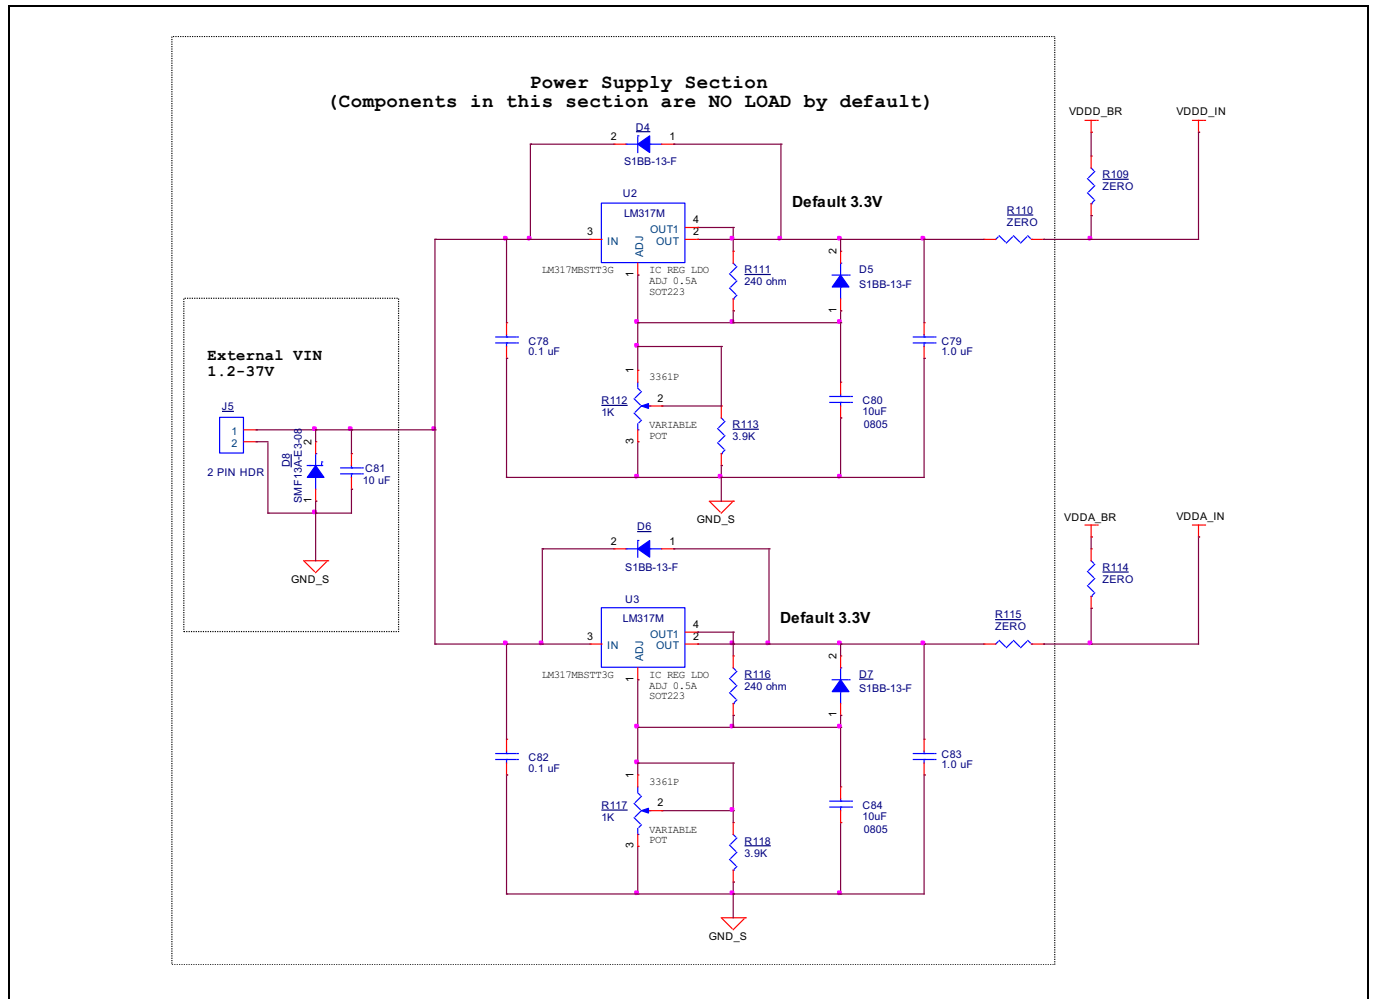 Power Supply Section
(Components in this section are NO LOAD by default)
VDDD_BR
VDDD_IN
D4
2
1
S1BB-13-F
R109
ZERO
U2
LM317M
Default 3.3V
R110
ZERO
OUT1
4
3
IN
OUT
2
ADJ
1
LM317MBSTT3G
IC REG LDO
ADJ 0.5A
SOT223
R111
240 ohm
2
D5
S1BB-13-F
1
C78
0.1 uF
C79
1.0 uF
External VIN
1.2-37V
1
3361P
R112
1K
2
VARIABLE
POT
3
R113
3.9K
C80
10uF
0805
J5
1
2
2 PIN HDR
D8
SMF13A-E3-08
2
1
C81
10 uF
GND_S
GND_S
VDDA_BR
VDDA_IN
D6
2
1
S1BB-13-F
R114
ZERO
U3
LM317M
Default 3.3V
R115
ZERO
OUT1
4
3
IN
OUT
2
ADJ
1
LM317MBSTT3G
IC REG LDO
ADJ 0.5A
SOT223
R116
240 ohm
2
D7
S1BB-13-F
1
C82
0.1 uF
C83
1.0 uF
1
3361P
R117
1K
2
VARIABLE
POT
3
R118
3.9K
C84
10uF
0805
GND_S